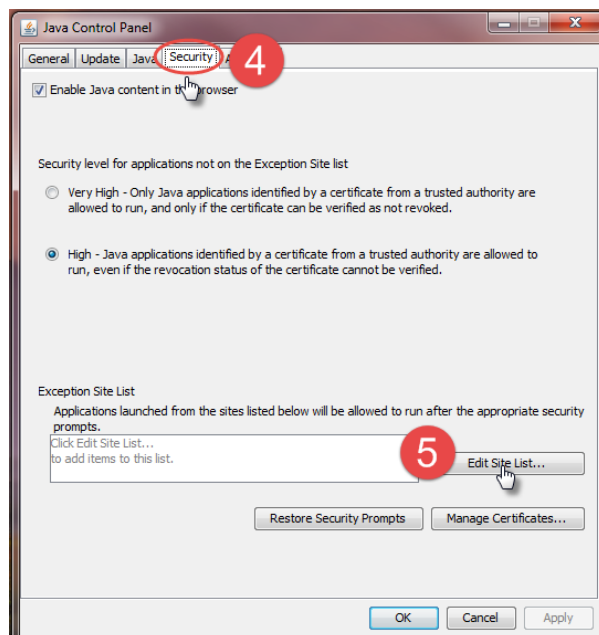 Java Control Panel
General Update Java Security A
4
Enable Java content in the browser
Security level for applications not on the Exception Site list
Very High - Only Java applications identified by a certificate from a trusted authority are
allowed to run, and only if the certificate can be verified as not revoked.
High - Java applications identified by a certificate from a trusted authority are allowed to
run, even if the revocation status of the certificate cannot be verified.
Exception Site List
Applications launched from the sites listed below will be allowed to run after the appropriate security
prompts.
Click Edit Site List...
to add items to this list.
5
Edit Site List...
Restore Security Prompts Manage Certificates...
OK Cancel Apply